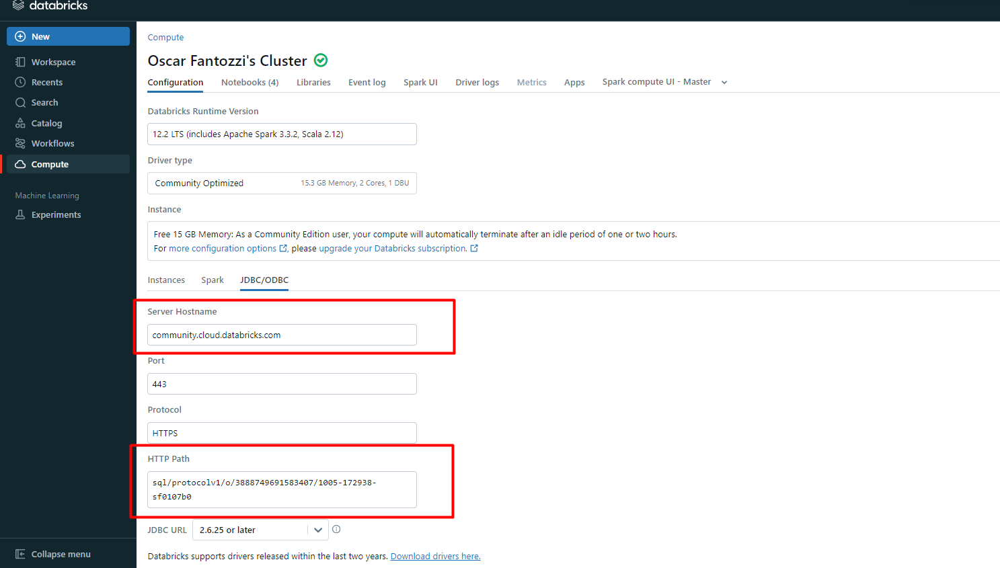 databricks
New
Workspace
Recents
Search
Catalog
Workflows
Compute
Machine Learning
Experiments
Collapse menu
Compute
Oscar Fantozzi's Cluster
Configuration Notebooks (4) Libraries Event log Spark UI Driver logs Metrics Apps Spark compute UI - Master
Databricks Runtime Version
12.2 LTS (includes Apache Spark 3.3.2, Scala 2.12)
Driver type
Community Optimized 15.3 GB Memory, 2 Cores, 1 DBU
Instance
Free 15 GB Memory: As a Community Edition user, your compute will automatically terminate after an idle period of one or two hours.
For more configuration options, please upgrade your Databricks subscription.
Instances Spark JDBC/ODBC
Server Hostname
community.cloud.databricks.com
Port
443
Protocol
HTTPS
HTTP Path
sql/protocolv1/o/3888749691583407/1005-172938-
sf0107b0
JDBC URL 2.6.25 or later
Databricks supports drivers released within the last two years. Download drivers here.